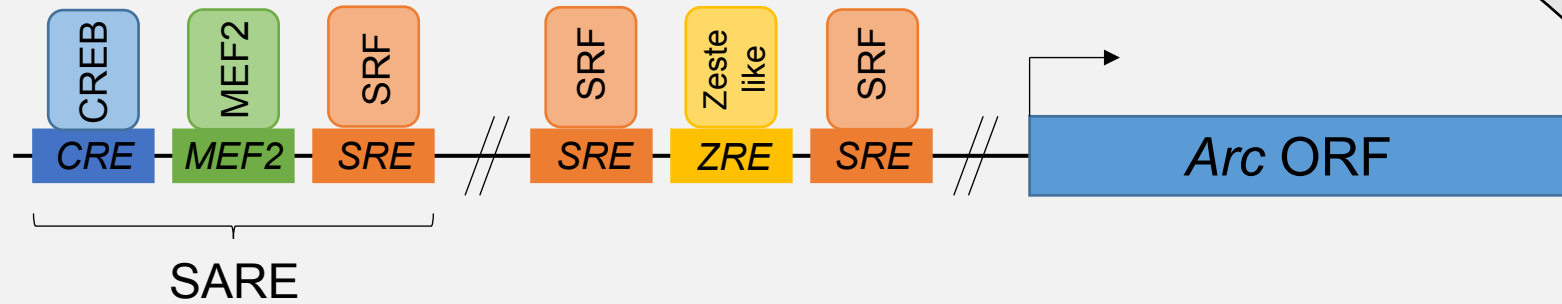 CREB
MEF2
SRF
SRF
Zeste
like
SRF
CRE
MEF2
SRE
SRE
ZRE
SRE
Arc ORF
SARE